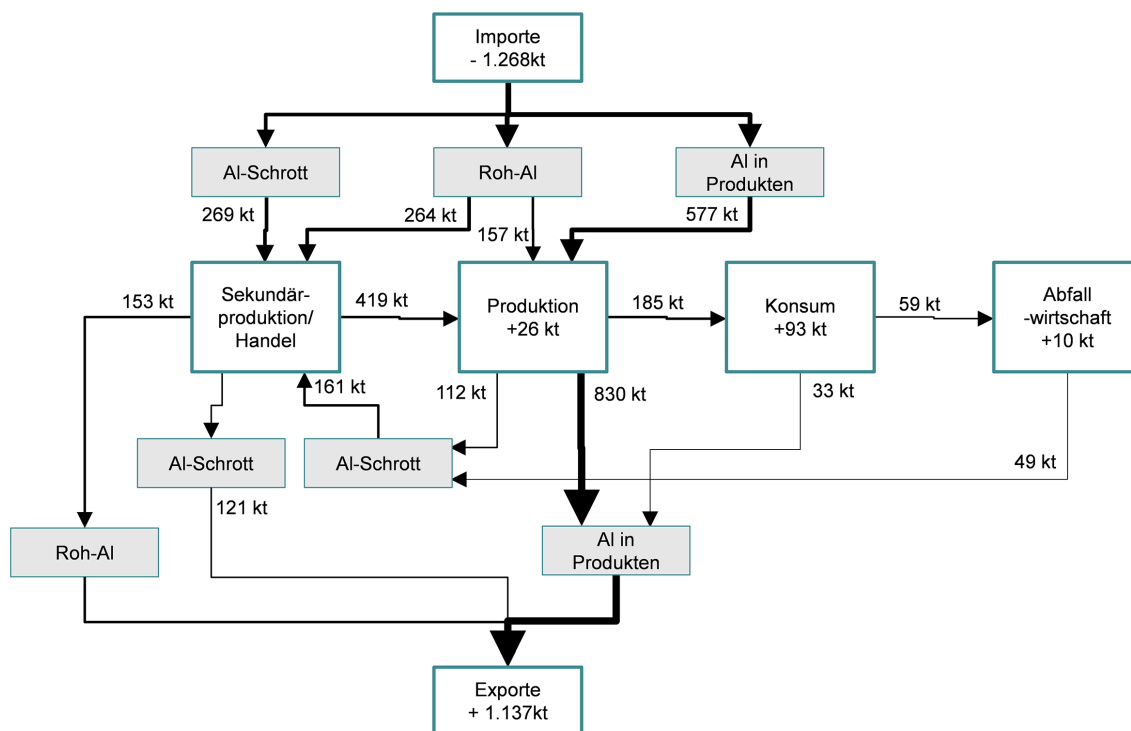 Importe
- 1.268kt
Al-Schrott
Roh-Al
Al in
Produkten
269 kt
264 kt
157 kt
577 kt
153 kt
Sekundär-
produktion/
Handel
419 kt
Produktion
+26 kt
185 kt
Konsum
+93 kt
59 kt
Abfall
-wirtschaft
+10 kt
161 kt
112 kt
830 kt
33 kt
Al-Schrott
Al-Schrott
49 kt
121 kt
Roh-Al
Al in
Produkten
Exporte
+ 1.137kt